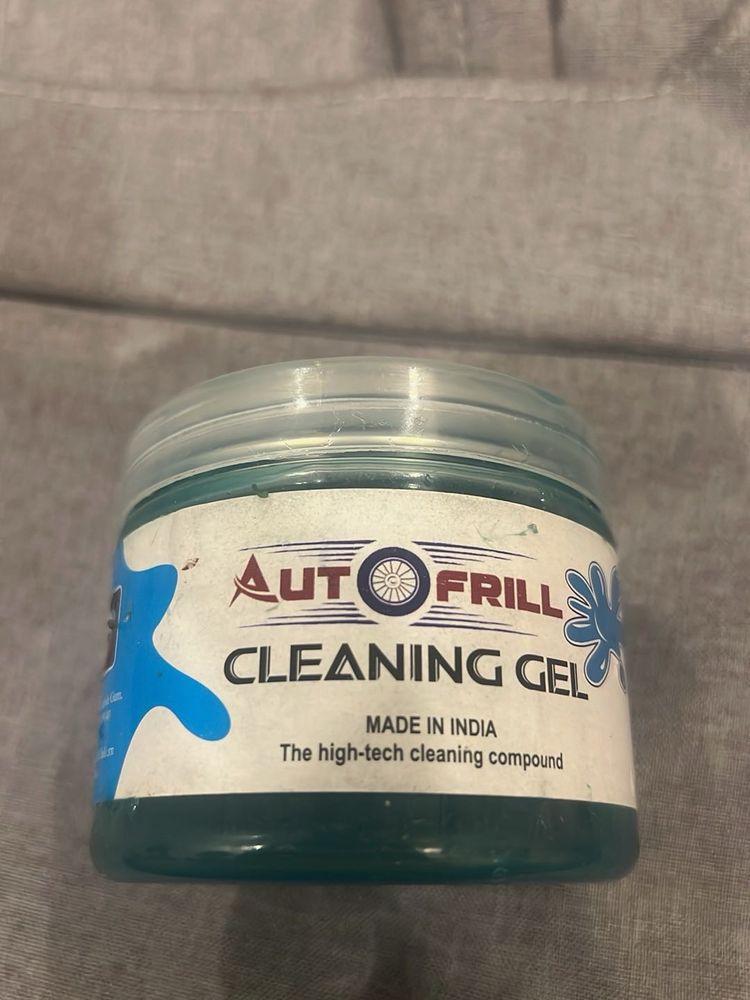 AUTOFRILL
CLEANING GEL
MADE IN INDIA
The high-tech cleaning compound